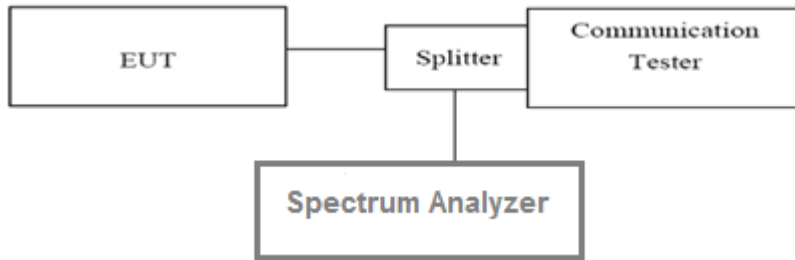 EUT
Splitter
Communication
Tester
Spectrum Analyzer